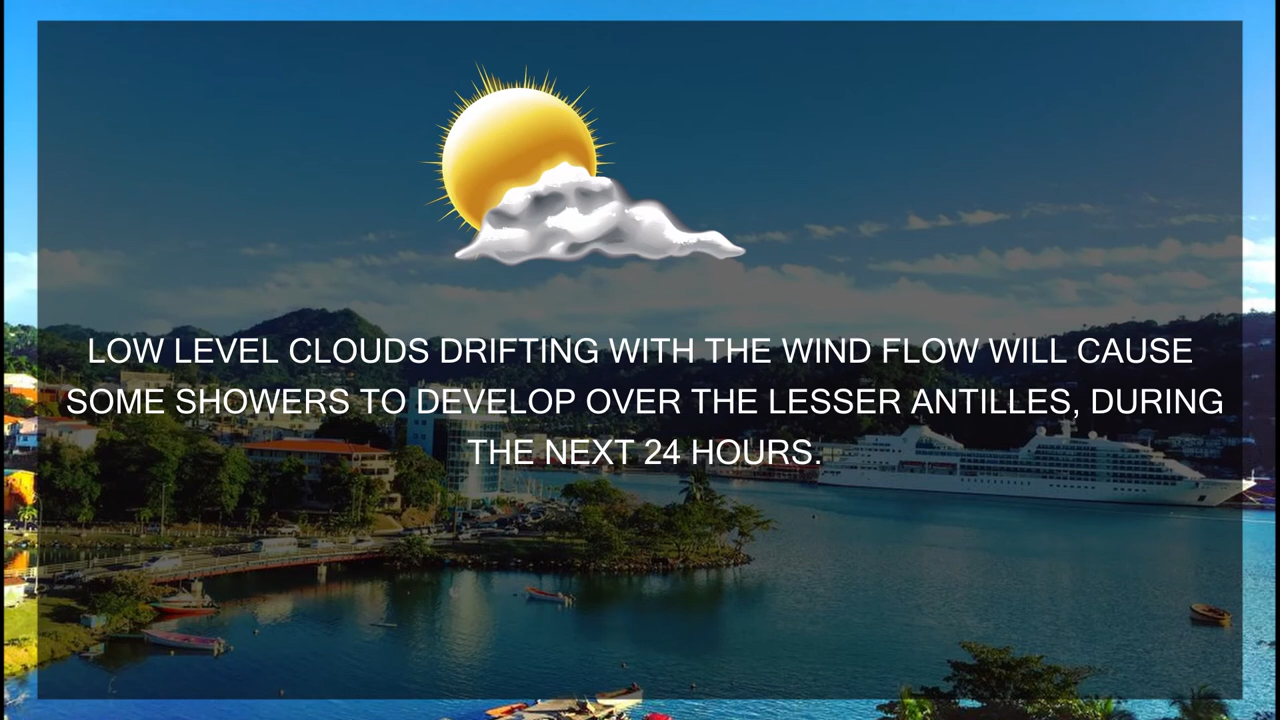 LOW LEVEL CLOUDS DRIFTING WITH THE WIND FLOW WILL CAUSE
SOME SHOWERS TO DEVELOP OVER THE LESSER ANTILLES, DURING
THE NEXT 24 HOURS.